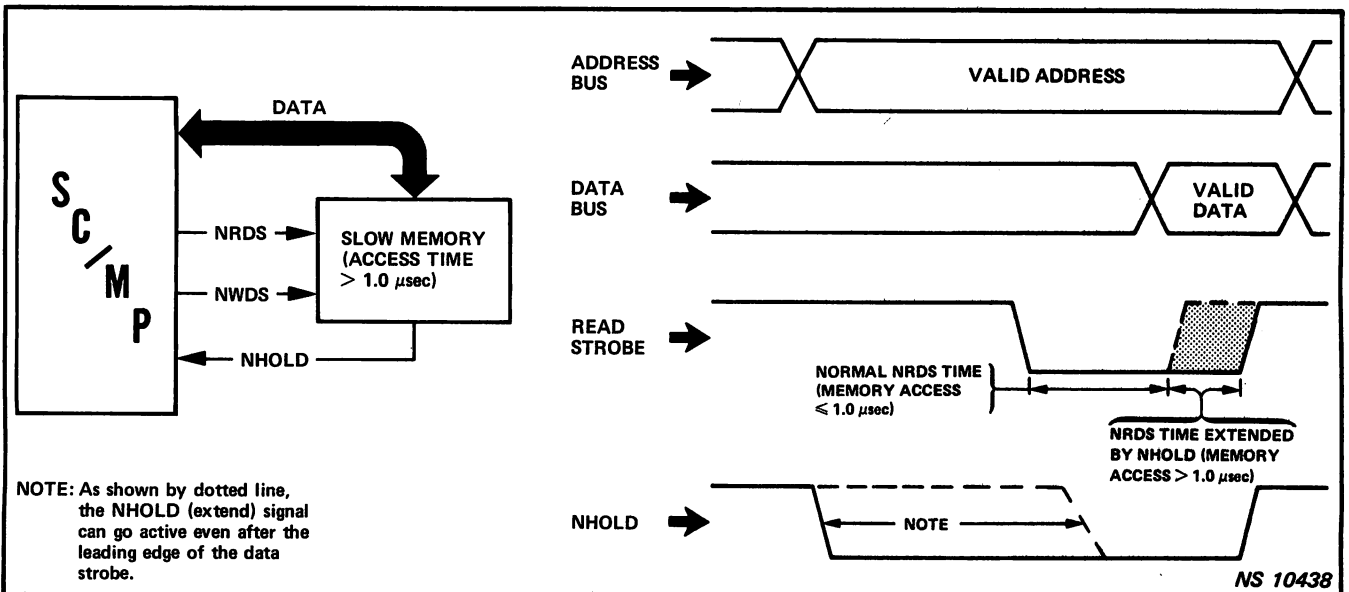 DATA
SC/MP
NRDS
NWDS
NHOLD
SLOW MEMORY
(ACCESS TIME
> 1.0 μsec)
NOTE: As shown by dotted line,
the NHOLD (extend) signal
can go active even after the
leading edge of the data
strobe.
ADDRESS
BUS
VALID ADDRESS
DATA
BUS
VALID
DATA
READ
STROBE
NORMAL NRDS TIME
(MEMORY ACCESS
⩽ 1.0 μsec)
NRDS TIME EXTENDED
BY NHOLD (MEMORY
ACCESS > 1.0 μsec)
NHOLD
NOTE
NS 10438